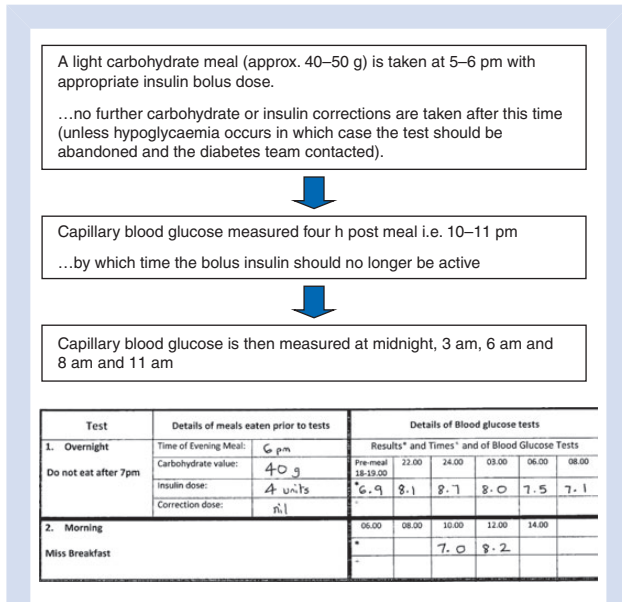 A light carbohydrate meal (approx. 40–50 g) is taken at 5–6 pm with
appropriate insulin bolus dose.
…no further carbohydrate or insulin corrections are taken after this time
(unless hypoglycaemia occurs in which case the test should be
abandoned and the diabetes team contacted).
Capillary blood glucose measured four h post meal i.e. 10–11 pm
…by which time the bolus insulin should no longer be active
Capillary blood glucose is then measured at midnight, 3 am, 6 am and
8 am and 11 am
Test Details of meals eaten prior to tests Details of Blood glucose tests
1. Overnight Time of Evening Meal: 6pm Results* and Times+ and of Blood Glucose Tests
Do not eat after 7pm Carbohydrate value: 40g Pre-meal 22.00 24.00 03.00 06.00 08.00
18-19.00
Insulin dose: 4 units *6.9 8.1 8.7 8.0 7.5 7.1
Correction dose: nil
2. Morning 06.00 08.00 10.00 12.00 14.00
Miss Breakfast * 7.0 8.2